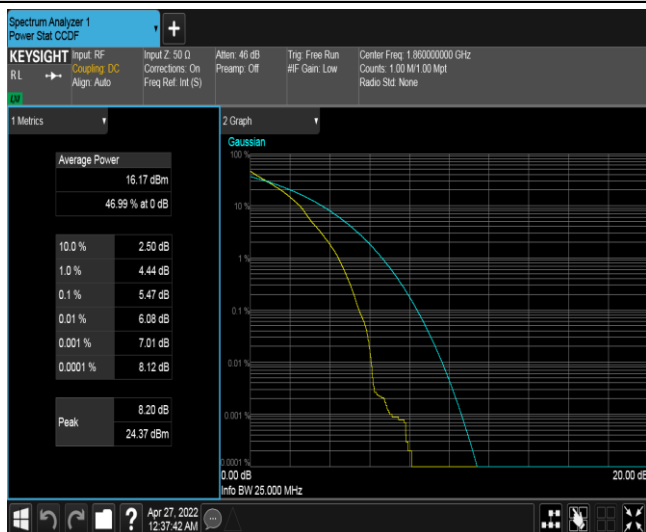 Spectrum Analyzer 1
Power Stat CCDF
+
KEYSIGHT
RL
Input: RF
Coupling: DC
Align: Auto
Input Z: 50 Ω
Corrections: On
Freq Ref: Int (S)
Atten: 46 dB
Preamp: Off
Trig: Free Run
#IF Gain: Low
Center Freq: 1.860000000 GHz
Counts: 1.00 M/1.00 Mpt
Radio Std: None
1 Metrics
Average Power
16.17 dBm
46.99 % at 0 dB
10.0 % 2.50 dB
1.0 % 4.44 dB
0.1 % 5.47 dB
0.01 % 6.08 dB
0.001 % 7.01 dB
0.0001 % 8.12 dB
Peak
8.20 dB
24.37 dBm
2 Graph
Gaussian
100 %
10 %
1 %
0.1 %
0.01 %
0.001 %
0.0001 %
0.00 dB 20.00 dB
Info BW 25.000 MHz
?
Apr 27, 2022
12:37:42 AM